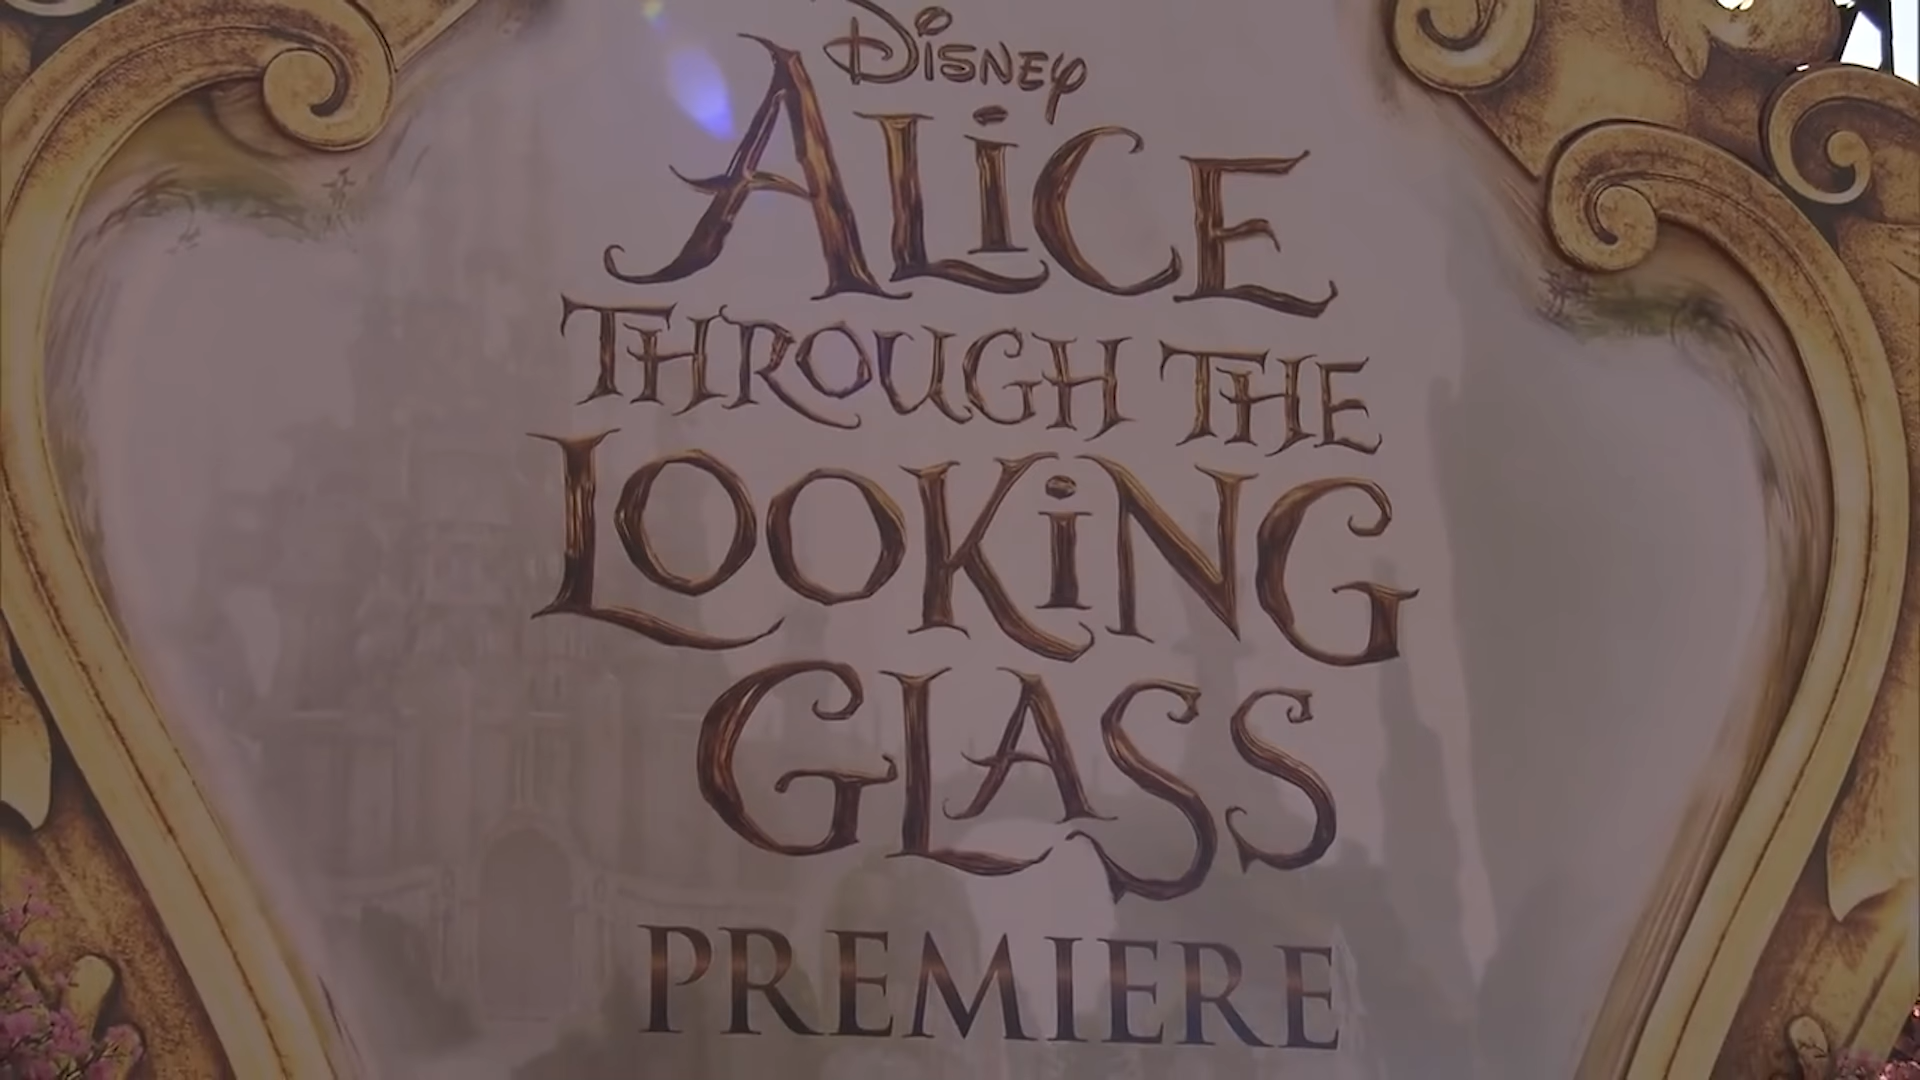 Disney
ALiCE
THROUGH THE
LOOKiNG
GLASS
PREMIERE